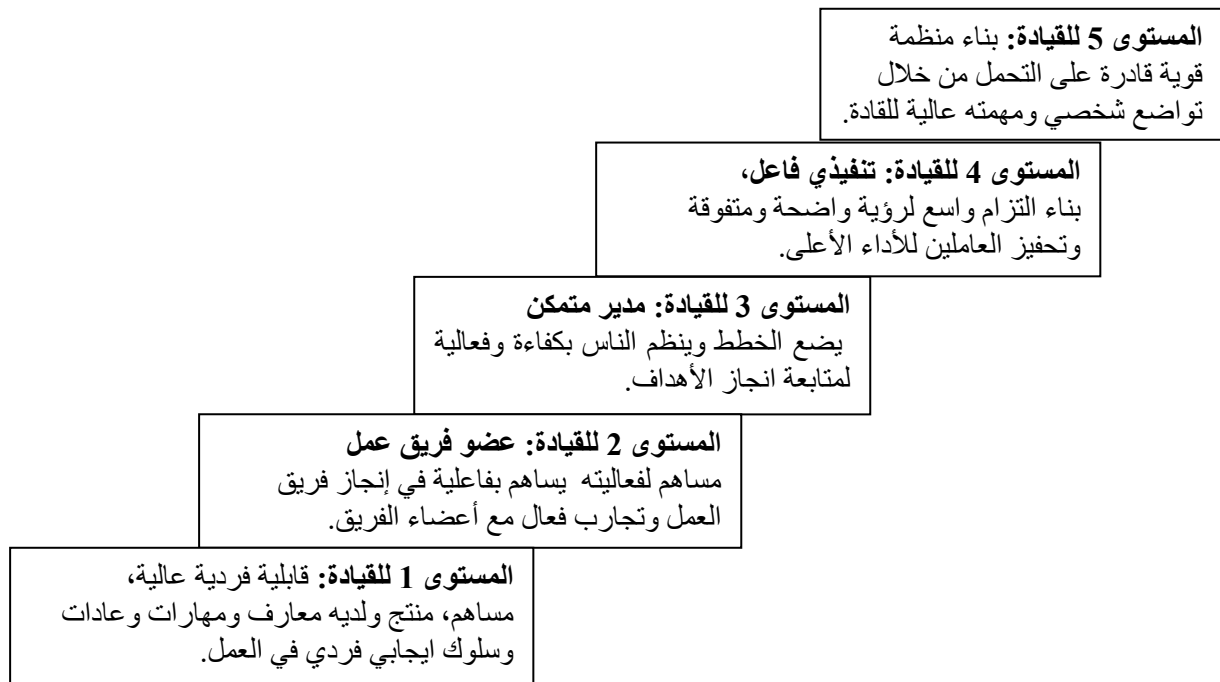 المستوى 5 للقيادة: بناء منظمة
قوية قادرة على التحمل من خلال
تواضع شخصي ومهمته عالية للقادة.
المستوى 4 للقيادة: تنفيذي فاعل،
بناء التزام واسع لرؤية واضحة ومتفوقة
وتحفيز العاملين للأداء الأعلى.
المستوى 3 للقيادة: مدير متمكن
يضع الخطط وينظم الناس بكفاءة وفعالية
لمتابعة انجاز الأهداف.
المستوى 2 للقيادة: عضو فريق عمل
مساهم لفعاليته يساهم بفاعلية في إنجاز فريق
العمل وتجارب فعال مع أعضاء الفريق.
المستوى 1 للقيادة: قابلية فردية عالية،
مساهم، منتج ولديه معارف ومهارات وعادات
وسلوك ايجابي فردي في العمل.